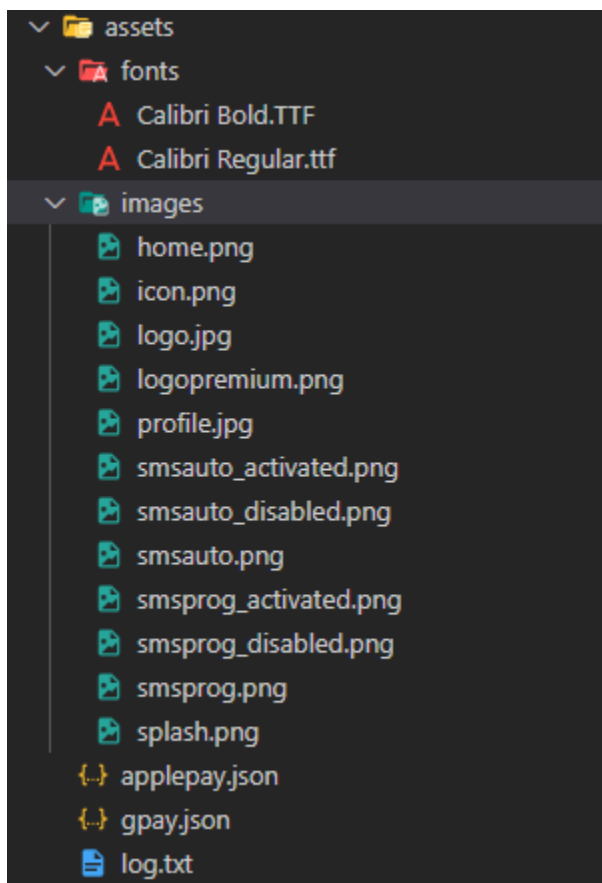 assets
fonts
Calibri Bold.TTF
Calibri Regular.ttf
images
home.png
icon.png
logo.jpg
logopremium.png
profile.jpg
smsauto_activated.png
smsauto_disabled.png
smsauto.png
smsprog_activated.png
smsprog_disabled.png
smsprog.png
splash.png
applepay.json
gpay.json
log.txt